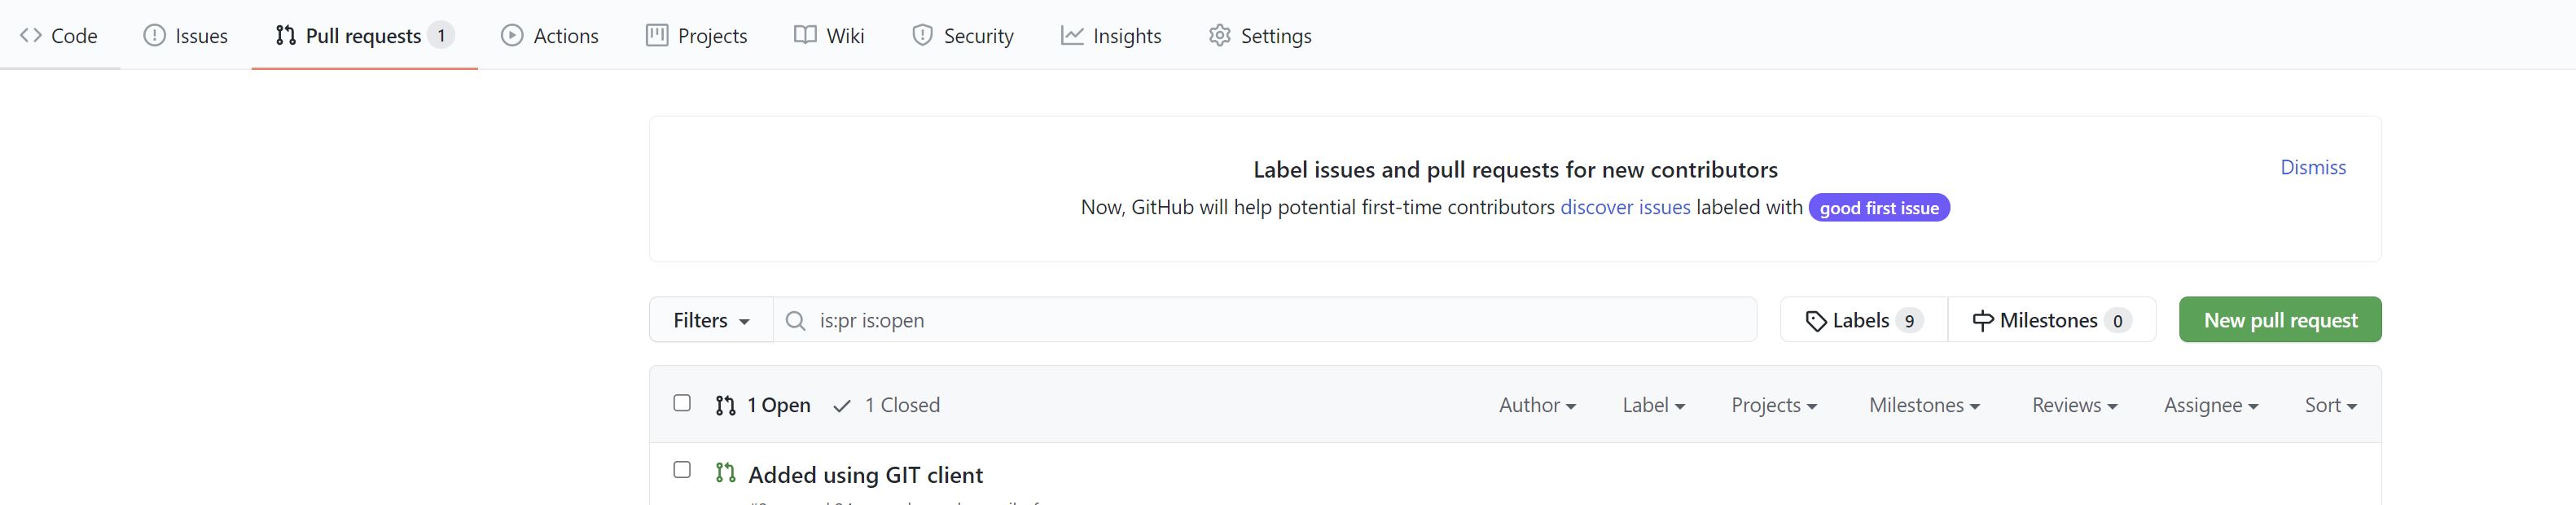 Code Issues Pull requests 1 Actions Projects Wiki Security Insights Settings
Label issues and pull requests for new contributors
Dismiss
Now, GitHub will help potential first-time contributors discover issues labeled with good first issue
Filters is:pr is:open Labels 9 Milestones 0 New pull request
1 Open 1 Closed Author Label Projects Milestones Reviews Assignee Sort
Added using GIT client